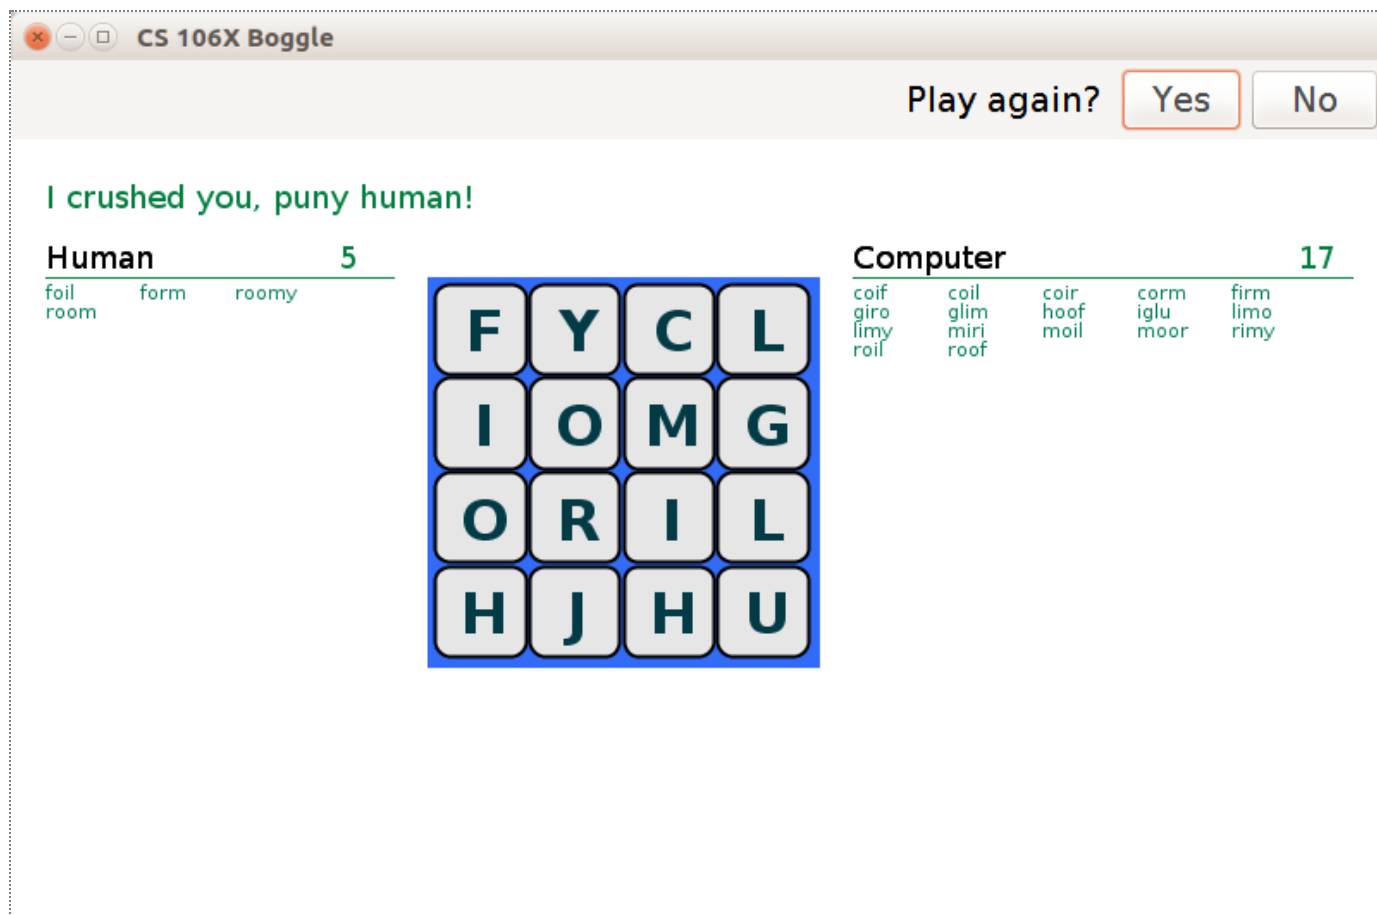 CS 106X Boggle
Play again? Yes No
I crushed you, puny human!
Human 5
foil form roomy
room
F Y C L
I O M G
O R I L
H J H U
Computer 17
coif coil coir corm firm
giro glim hoof iglu limo
limy miri moil moor rimy
roil roof